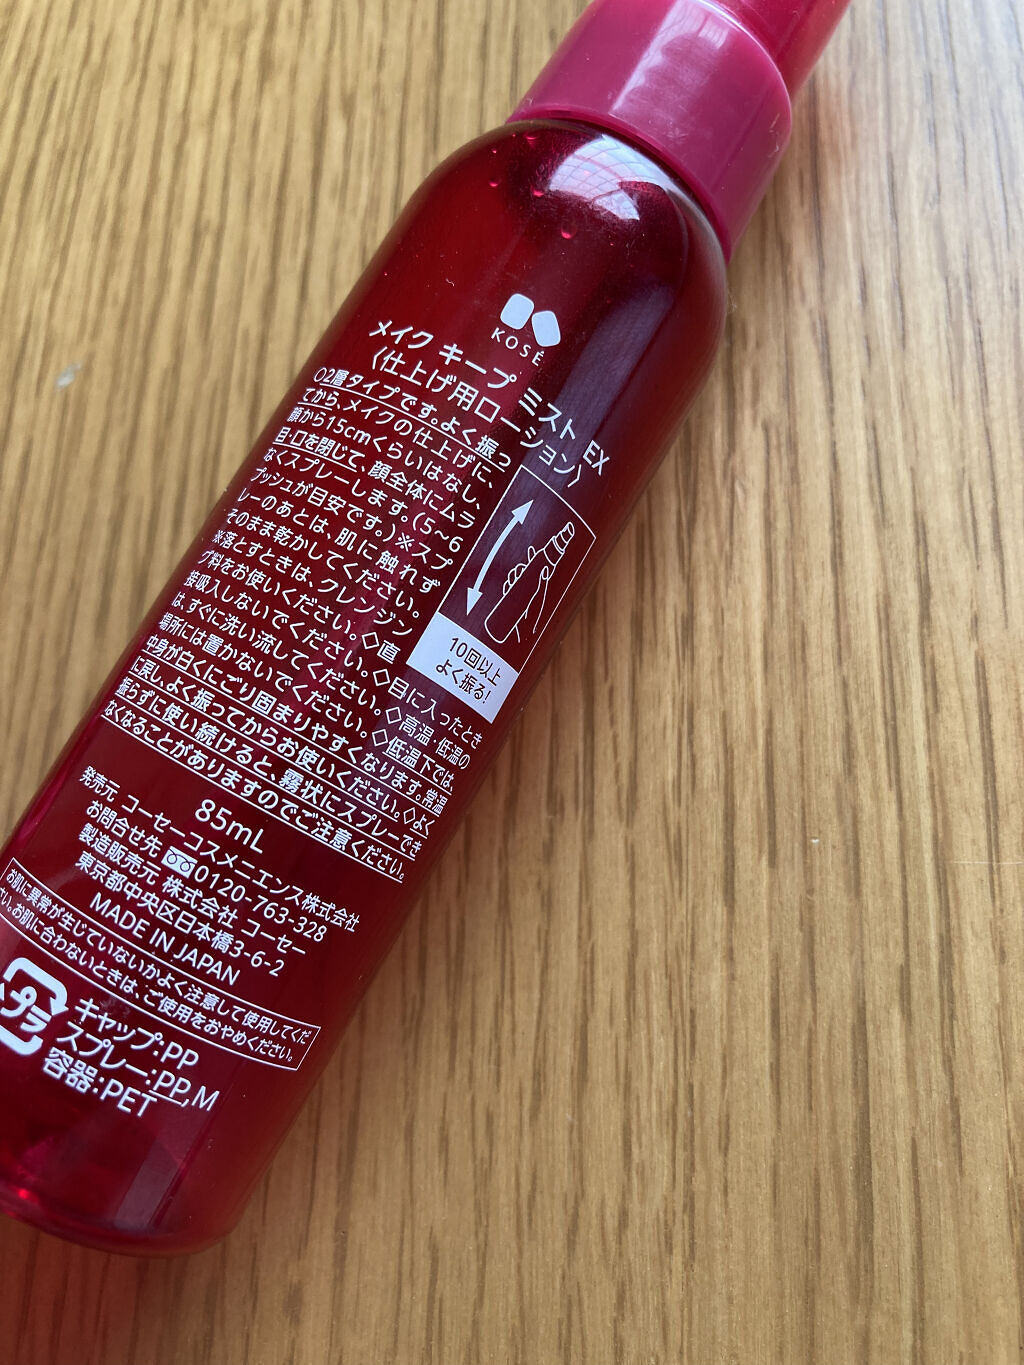 KOSÉ
メイク キープ ミスト EX
〈仕上げ用ローション〉
○2層タイプです。よく振っ
てから、メイクの仕上げに、
顔から15cmくらいはなし、
目・口を閉じて、顔全体にムラ
なくスプレーします。(5~6
プッシュが目安です。)※スプ
レーのあとは、肌に触れず
そのまま乾かしてください。
※落とすときは、クレンジン
グ料をお使いください。◇直
接吸入しないでください。◇目に入ったとき
は、すぐに洗い流してください。◇高温・低温の
場所には置かないでください。◇低温下では、
中身が白くにごり固まりやすくなります。常温
に戻し、よく振ってからお使いください。◇よく
振らずに使い続けると、霧状にスプレーでき
なくなることがありますのでご注意ください。
10回以上
よく振る!
85mL
発売元 コーセーコスメニエンス株式会社
お問合せ先 0120-763-328
製造販売元 株式会社 コーセー
東京都中央区日本橋3-6-2
MADE IN JAPAN
お肌に異常が生じていないかよく注意して使用してくだ
さい。お肌に合わないときは、ご使用をおやめください。
プラ
キャップ:PP
スプレー:PP,M
容器:PET